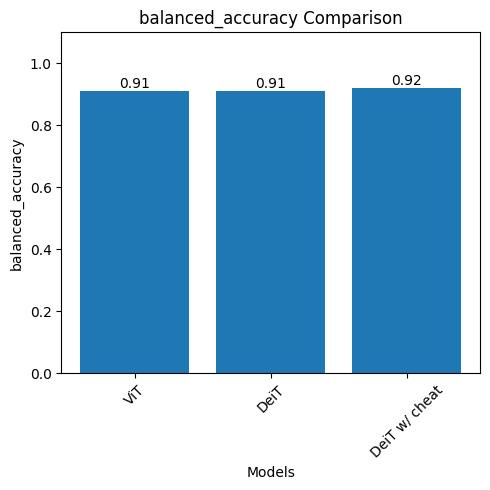 balanced_accuracy Comparison
0.91
0.91
0.92
1.0
0.8
0.6
0.4
0.2
0.0
balanced_accuracy
ViT
DeiT
DeiT w/ cheat
Models